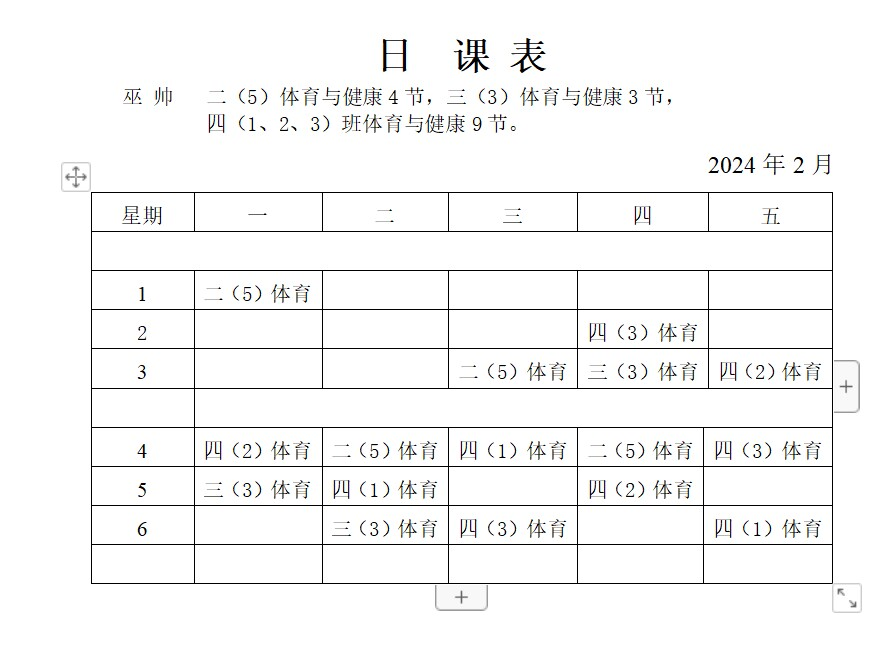 日 课 表
巫 帅 二（5）体育与健康4节，三（3）体育与健康3节，
四（1、2、3）班体育与健康9节。
2024年2月
星期 一 二 三 四 五
1 二（5）体育
2 四（3）体育
3 二（5）体育 三（3）体育 四（2）体育
4 四（2）体育 二（5）体育 四（1）体育 二（5）体育 四（3）体育
5 三（3）体育 四（1）体育 四（2）体育
6 三（3）体育 四（3）体育 四（1）体育